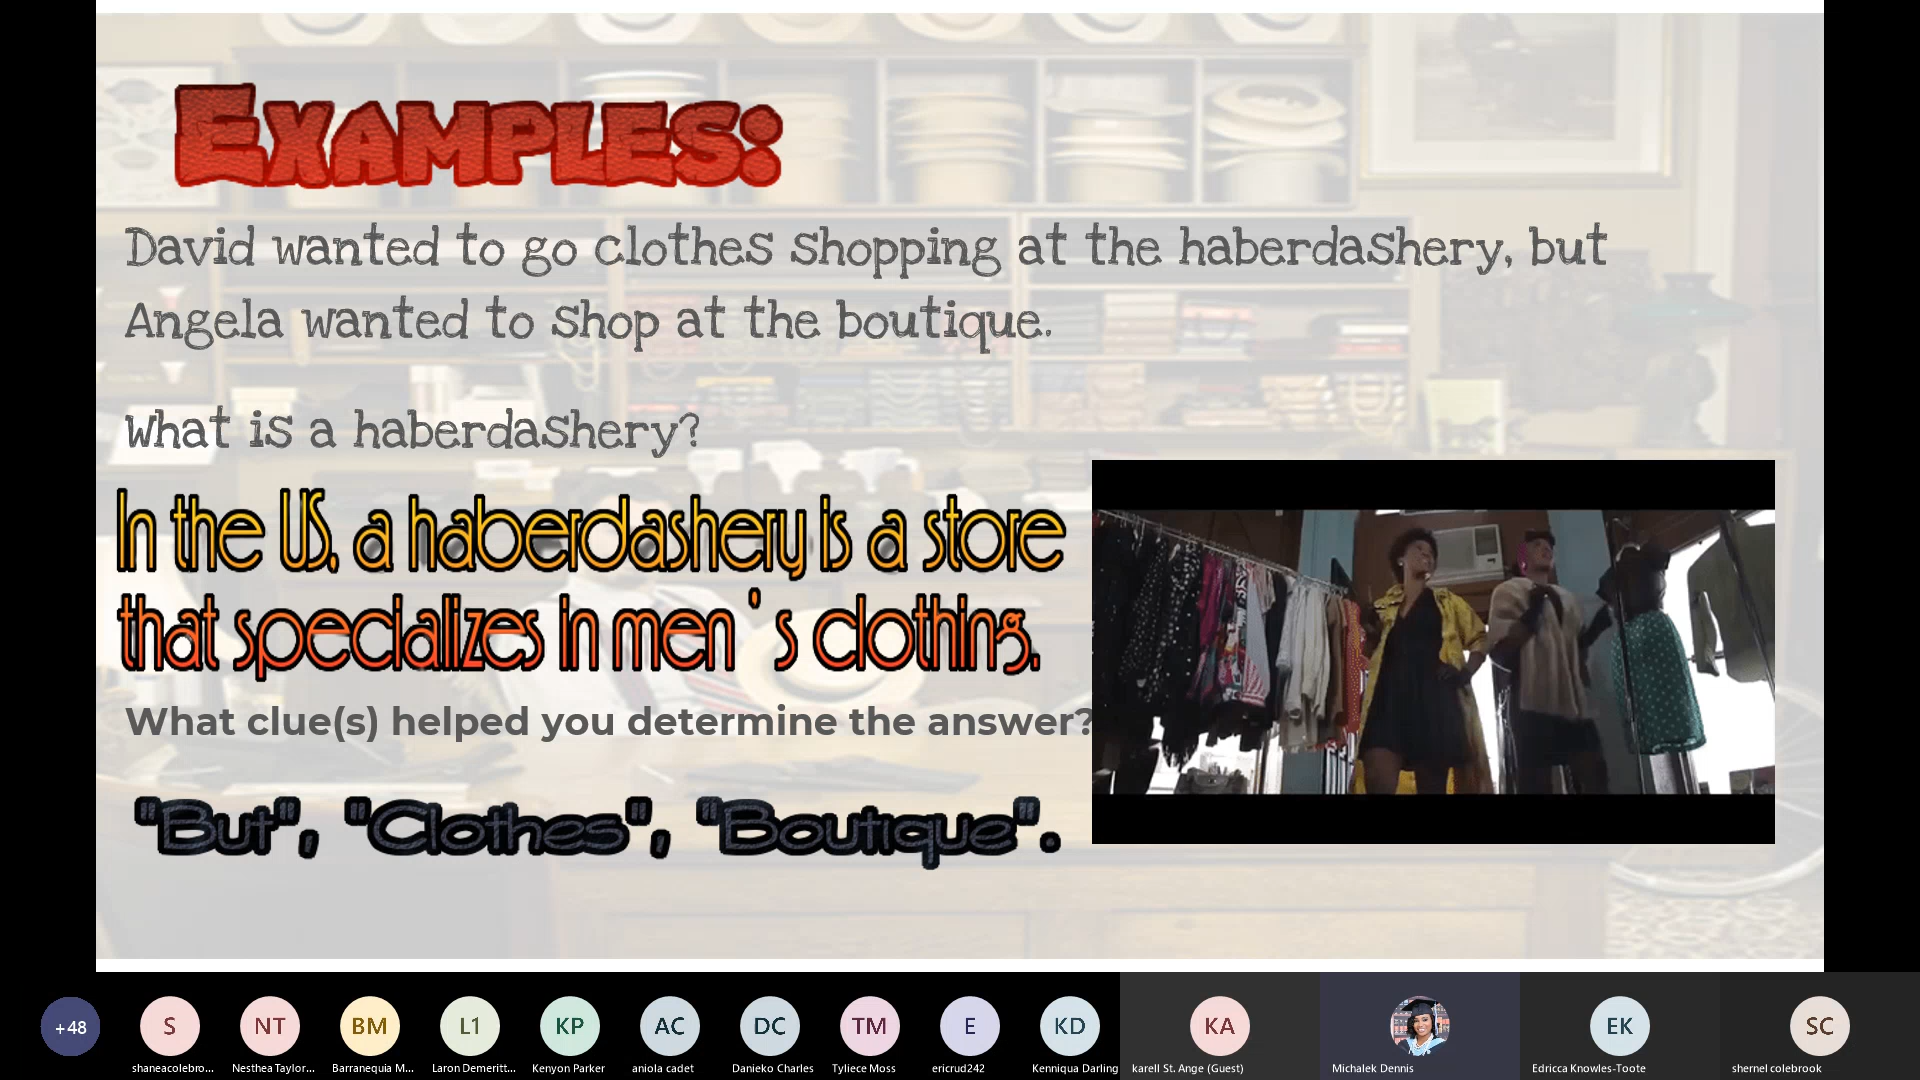 EXAMPLES:
David wanted to go clothes shopping at the haberdashery, but
Angela wanted to shop at the boutique.
What is a haberdashery?
In the US, a haberdashery is a store
that specializes in men's clothing.
What clue(s) helped you determine the answer?
"But", "Clothes", "Boutique".
+48
S
NT
BM
L1
KP
AC
DC
TM
E
KD
KA
EK
SC
shaneacolebro...
Nesthea Taylor...
Barranequia M...
Laron Demeritt...
Kenyon Parker
aniola cadet
Danieko Charles
Tyliece Moss
ericrud242
Kenniqua Darling
karell St. Ange (Guest)
Michalek Dennis
Edricca Knowles-Toote
shernel colebrook